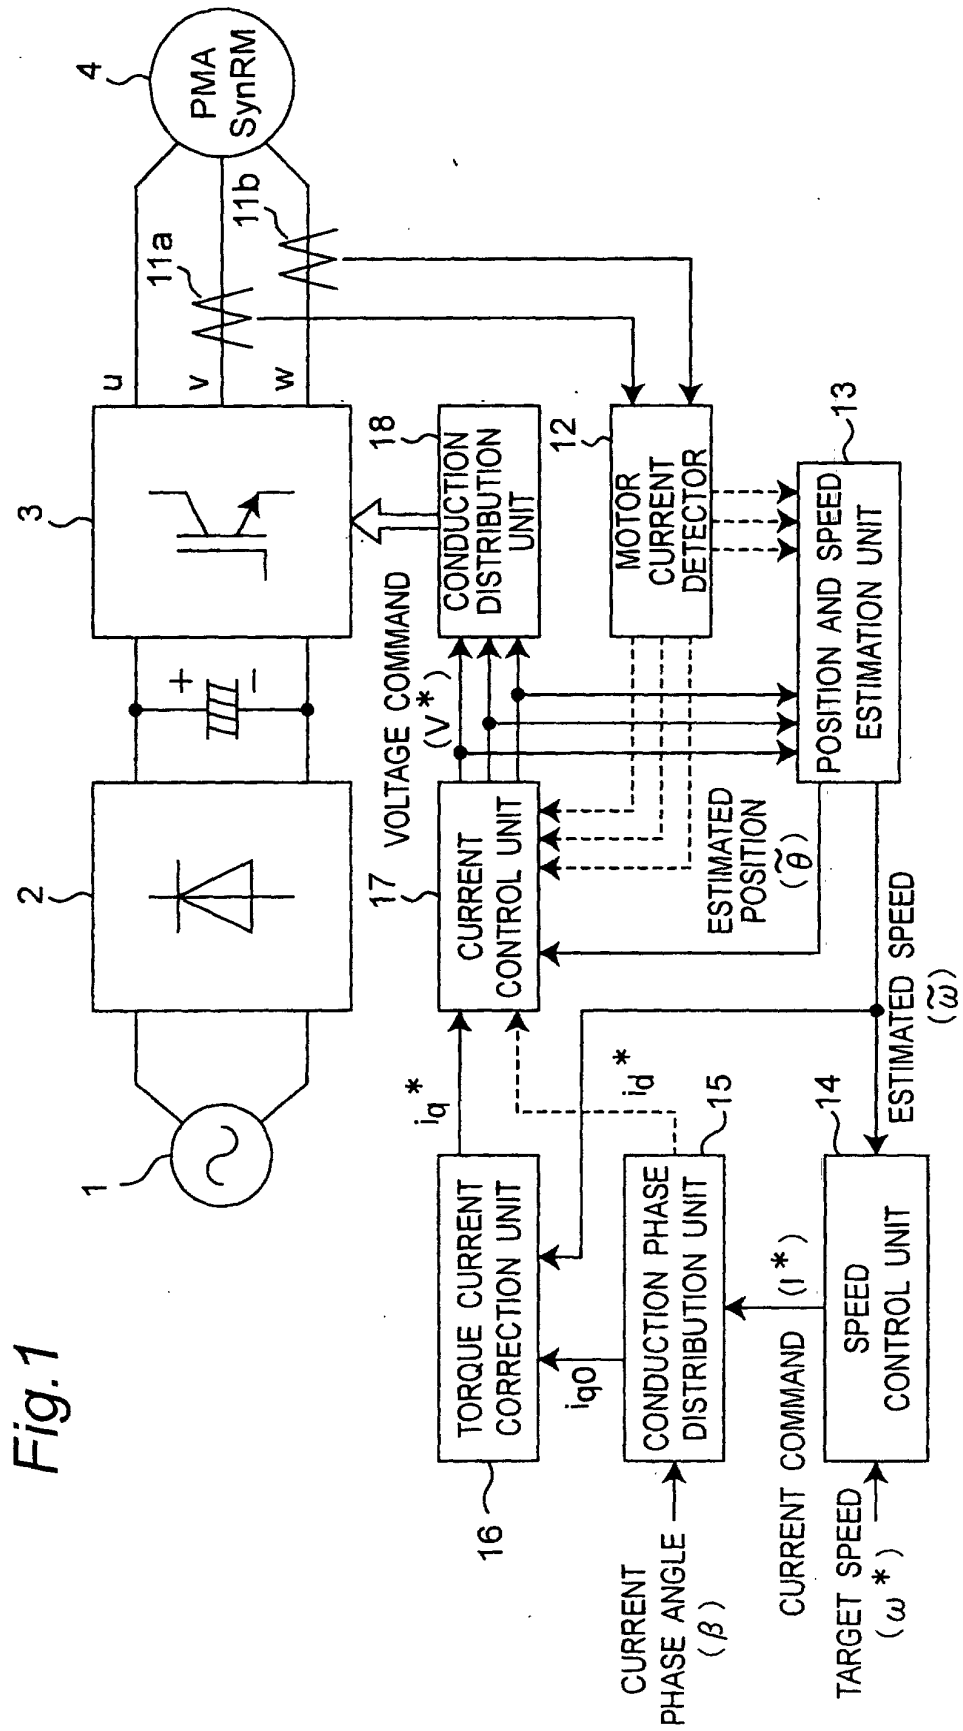 Fig.1
1
2
3
4
PMA
SynRM
+
−
u
v
w
11a
11b
VOLTAGE COMMAND
(V*)
17
CURRENT
CONTROL UNIT
18
CONDUCTION
DISTRIBUTION
UNIT
12
MOTOR
CURRENT
DETECTOR
13
POSITION AND SPEED
ESTIMATION UNIT
ESTIMATED
POSITION
(θ̃)
ESTIMATED SPEED
(ω̃)
iq*
id*
16
TORQUE CURRENT
CORRECTION UNIT
iq0
15
CONDUCTION PHASE
DISTRIBUTION UNIT
CURRENT
PHASE ANGLE
(β)
CURRENT COMMAND (I*)
14
SPEED
CONTROL UNIT
TARGET SPEED
(ω*)